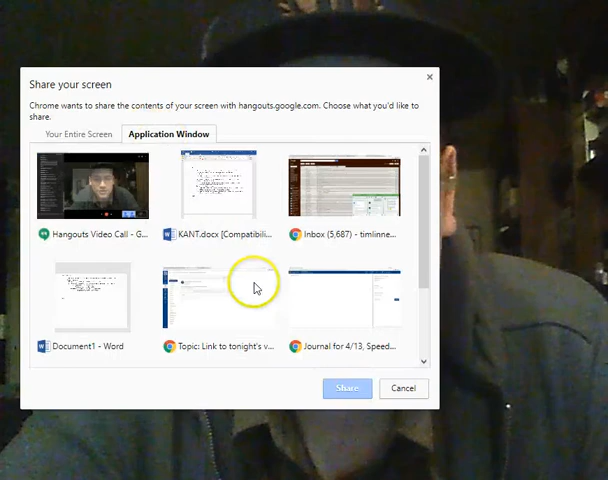 Share your screen
Chrome wants to share the contents of your screen with hangouts.google.com. Choose what you'd like to
share.
Your Entire Screen Application Window
Hangouts Video Call - G... KANT.docx [Compatibili... Inbox (5,687) - timlinne...
Document1 - Word Topic: Link to tonight's v... Journal for 4/13, Speed...
Share Cancel